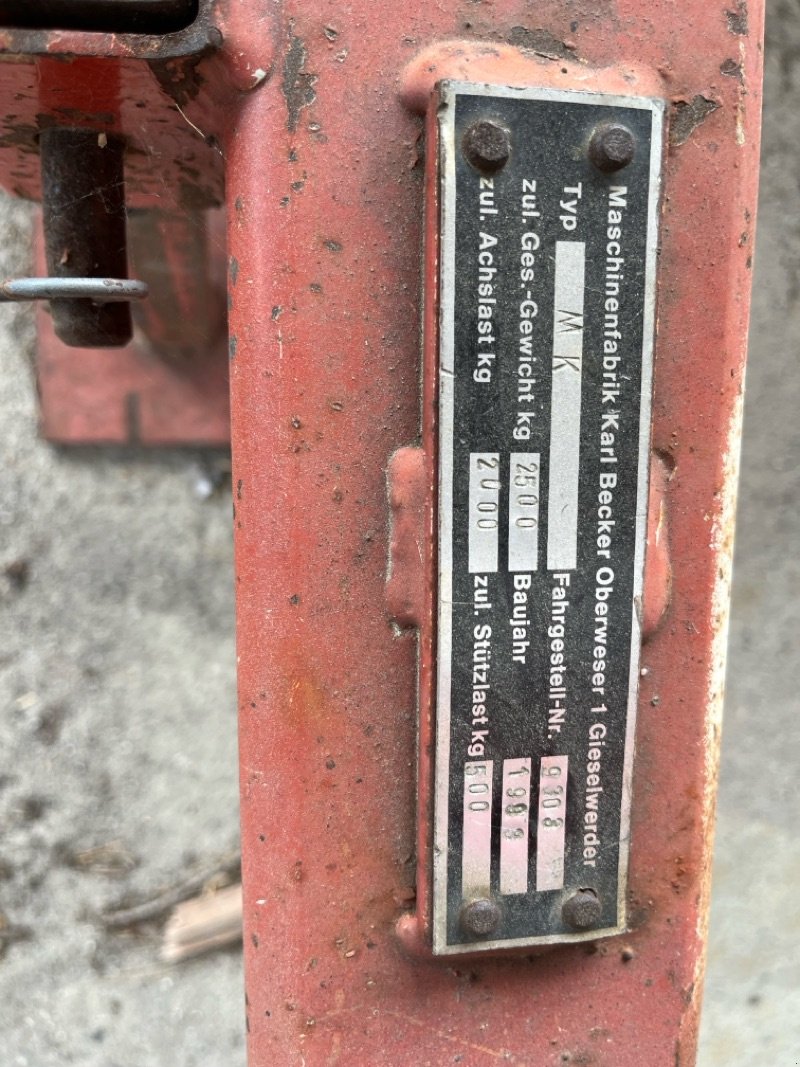 Maschinenfabrik Karl Becker Oberweser 1 Gieselwerder
Typ MK Fahrgestell-Nr. 9308
zul. Ges.-Gewicht kg 2500 Baujahr 1993
zul. Achslast kg 2000 zul. Stützlast kg 500